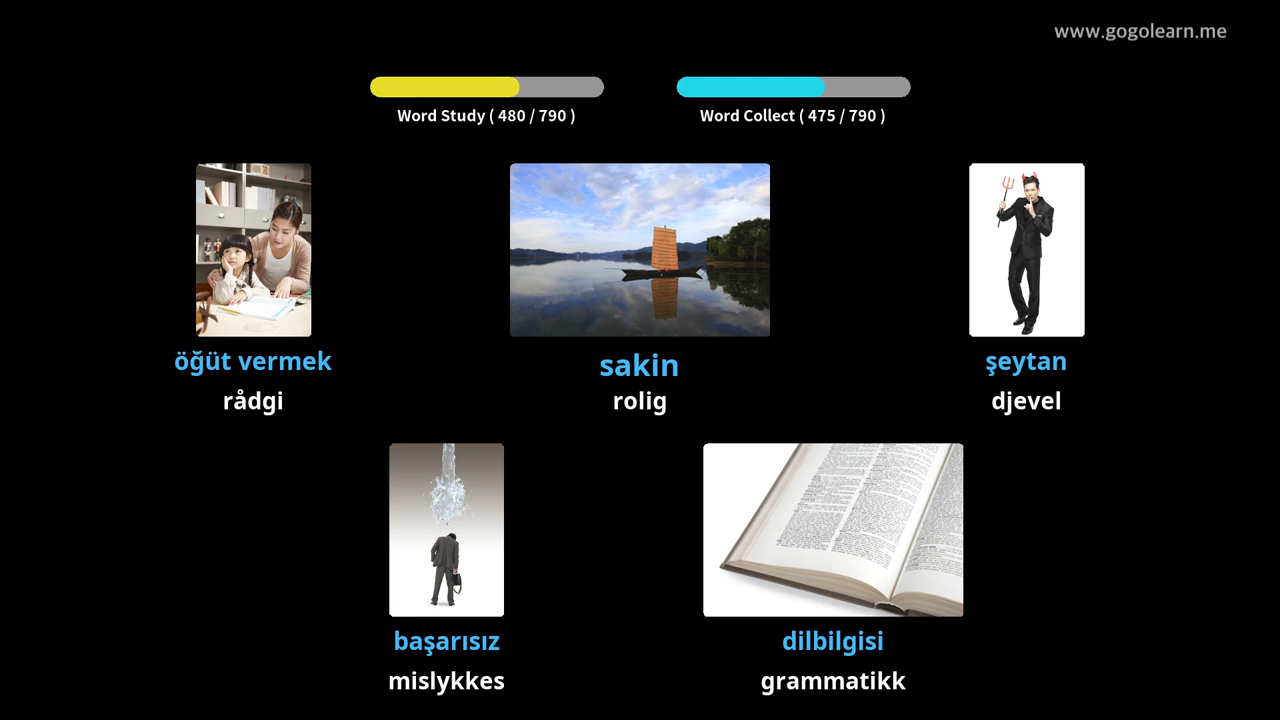 www.gogolearn.me
Word Study ( 480 / 790 )
Word Collect ( 475 / 790 )
öğüt vermek
rådgi
sakin
rolig
şeytan
djevel
başarısız
mislykkes
dilbilgisi
grammatikk